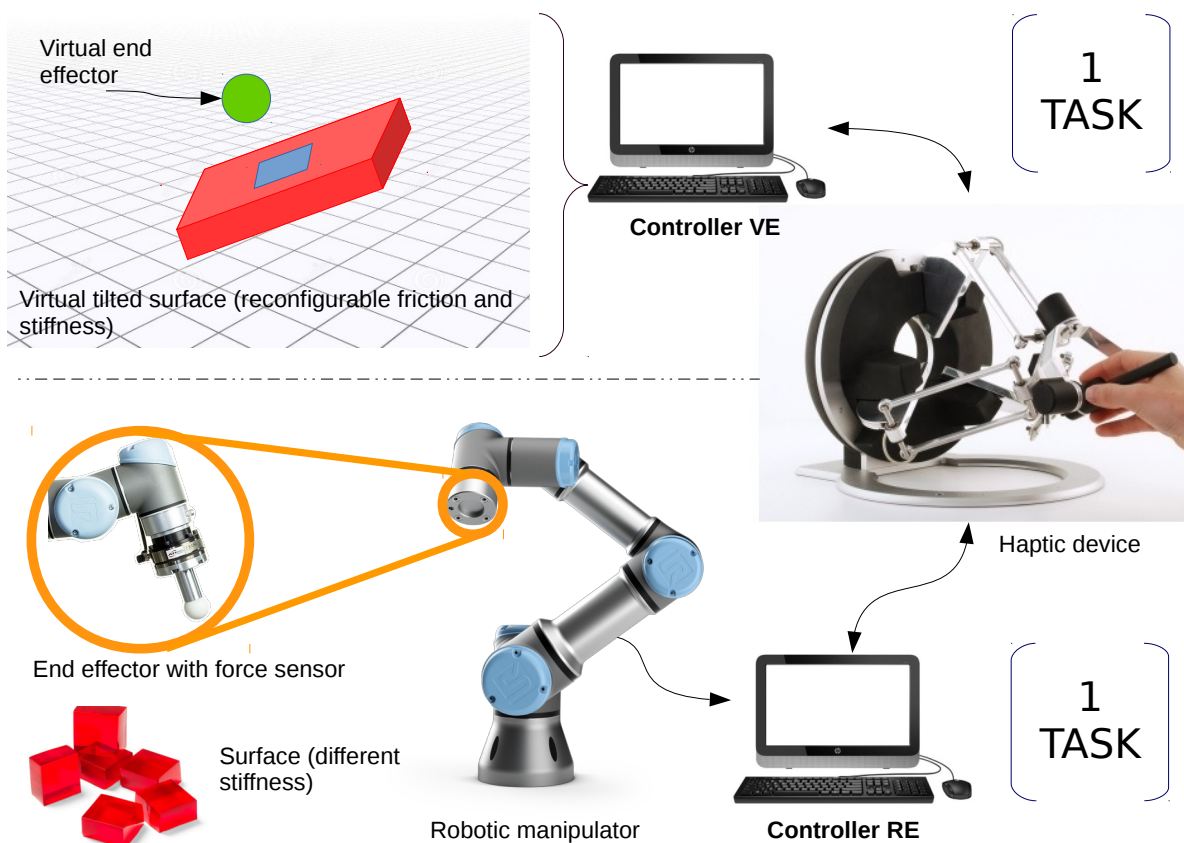 Virtual end
effector
1
TASK
Controller VE
Virtual tilted surface (reconfigurable friction and
stiffness)
Haptic device
End effector with force sensor
1
TASK
Surface (different
stiffness)
Robotic manipulator
Controller RE